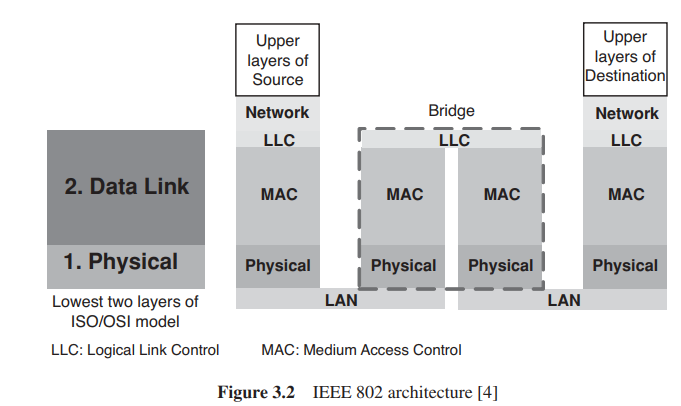 Upper
layers of
Source
Upper
layers of
Destination
Network
Bridge
Network
LLC
LLC
LLC
2. Data Link
MAC
MAC
MAC
MAC
1. Physical
Physical
Physical
Physical
Physical
Lowest two layers of
ISO/OSI model
LAN
LAN
LLC: Logical Link Control
MAC: Medium Access Control
Figure 3.2 IEEE 802 architecture [4]